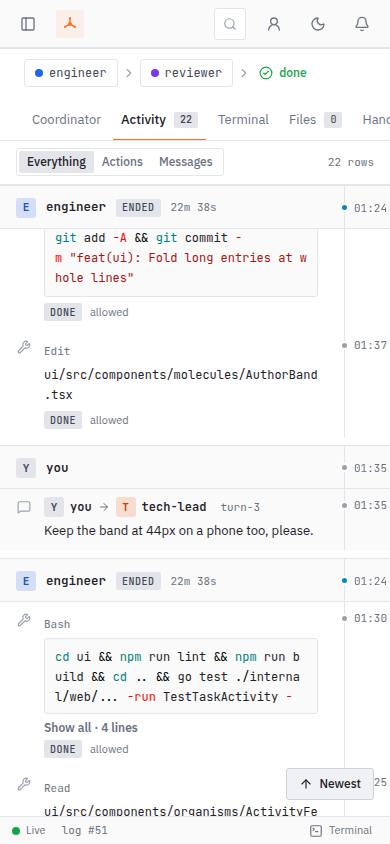 engineer
reviewer
done
Coordinator
Activity 22
Terminal
Files 0
Hand
Everything
Actions
Messages
22 rows
E engineer ENDED 22m 38s
01:24
git add -A && git commit -
m "feat(ui): Fold long entries at w
hole lines"
DONE allowed
Edit
01:37
ui/src/components/molecules/AuthorBand
.tsx
DONE allowed
Y you
01:35
Y you → T tech-lead turn-3
01:35
Keep the band at 44px on a phone too, please.
E engineer ENDED 22m 38s
01:24
Bash
01:30
cd ui && npm run lint && npm run b
uild && cd .. && go test ./interna
l/web/... -run TestTaskActivity -
Show all · 4 lines
DONE allowed
Read
25
Newest
ui/src/components/organisms/ActivityFe
Live
log #51
Terminal